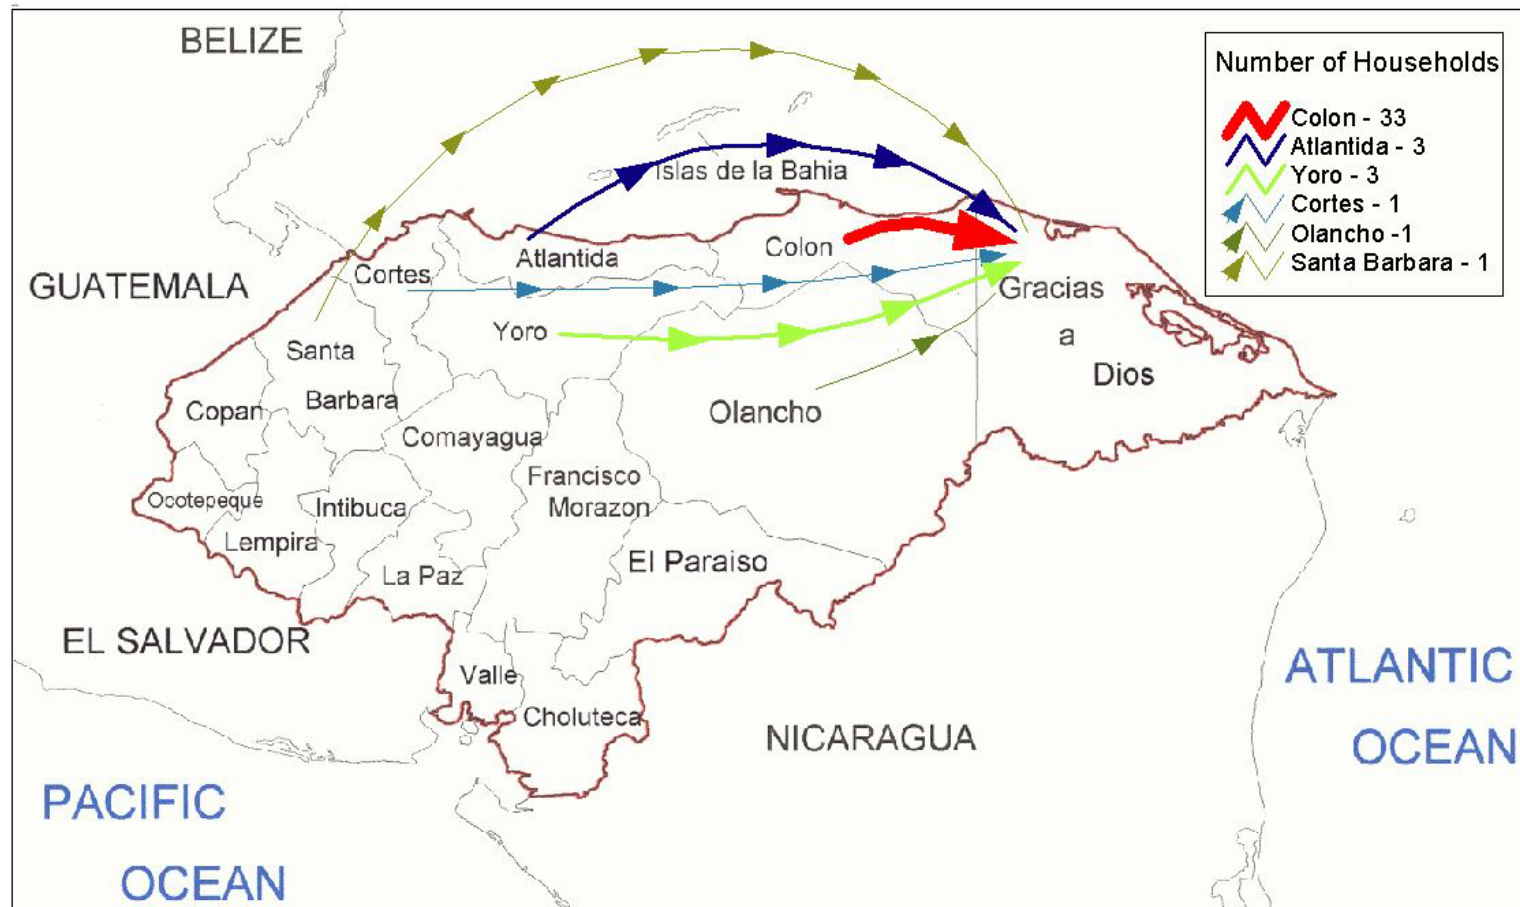 BELIZE
Number of Households
Colon - 33
Atlantida - 3
Yoro - 3
Cortes - 1
Olancho -1
Santa Barbara - 1
Islas de la Bahia
GUATEMALA
Cortes
Atlantida
Colon
Gracias
a
Dios
Yoro
Santa
Barbara
Copan
Comayagua
Olancho
Francisco
Morazon
Ocotepeque
Intibuca
Lempira
La Paz
El Paraiso
EL SALVADOR
Valle
Choluteca
NICARAGUA
ATLANTIC
OCEAN
PACIFIC
OCEAN